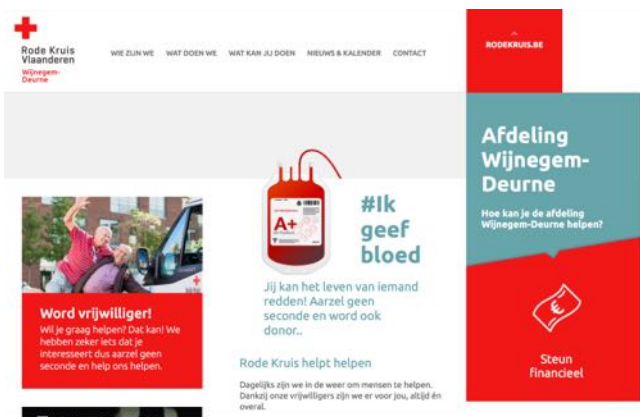 Rode Kruis
Vlaanderen
Wijnegem-
Deurne
WIE ZIJN WE
WAT DOEN WE
WAT KAN JIJ DOEN
NIEUWS & KALENDER
CONTACT
RODEKRUIS.BE
Afdeling
Wijnegem-
Deurne
Hoe kan je de afdeling
Wijnegem-Deurne helpen?
Steun
financieel
Word vrijwilliger!
Wil je graag helpen? Dat kan! We
hebben zeker iets dat je
interesseert dus aarzel geen
seconde en help ons helpen.
A+
#Ik
geef
bloed
Jij kan het leven van iemand
redden! Aarzel geen
seconde en word ook
donor..
Rode Kruis helpt helpen
Dagelijks zijn we in de weer om mensen te helpen.
Dankzij onze vrijwilligers zijn we er voor jou, altijd én
overal.